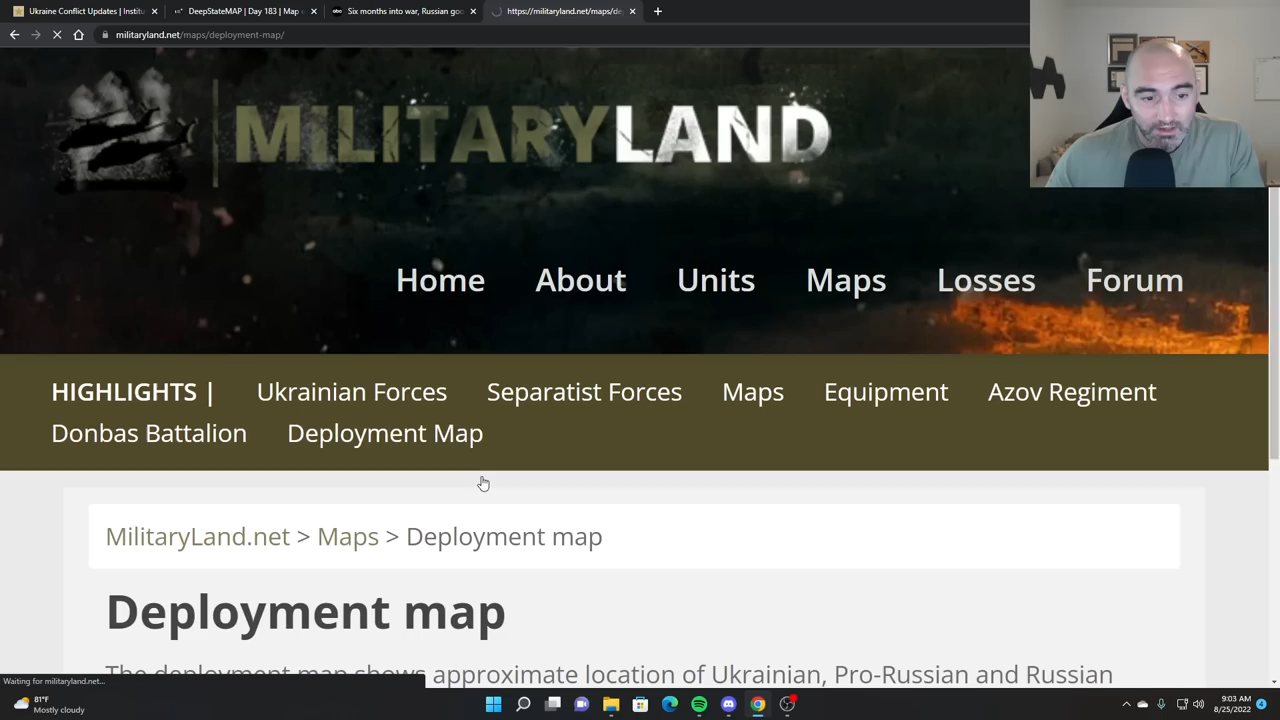 Ukraine Conflict Updates | Institu
DeepStateMAP | Day 183 | Map o
Six months into war, Russian goo
https://militaryland.net/maps/de
militaryland.net/maps/deployment-map/
MILITARYLAND
Home About Units Maps Losses Forum
HIGHLIGHTS | Ukrainian Forces Separatist Forces Maps Equipment Azov Regiment
Donbas Battalion Deployment Map
MilitaryLand.net > Maps > Deployment map
Deployment map
The deployment map shows approximate location of Ukrainian, Pro-Russian and Russian
Waiting for militaryland.net...
81°F
Mostly cloudy
9:03 AM
8/25/2022